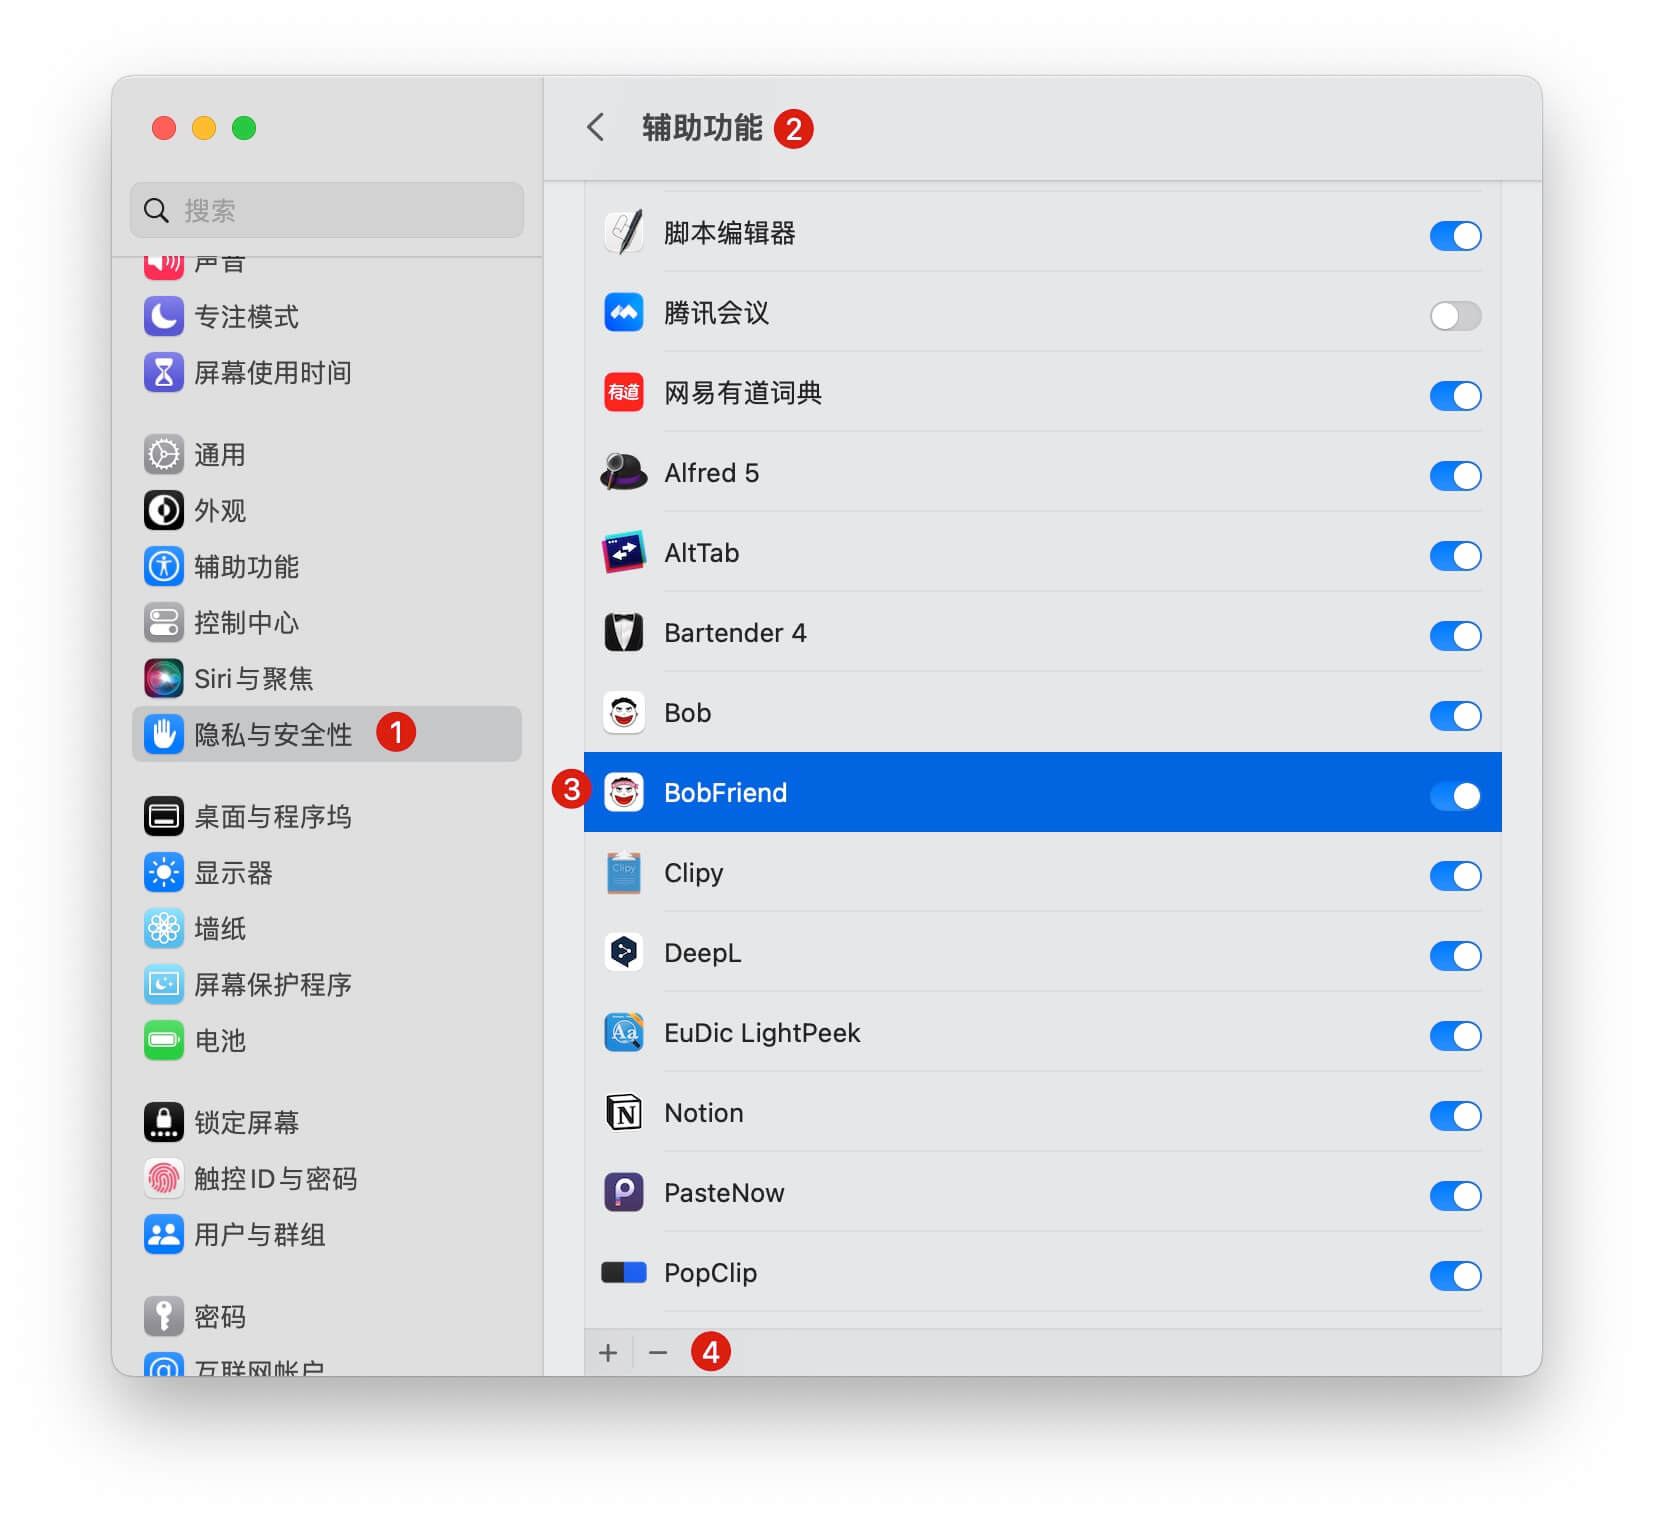 辅助功能 2
搜索
声音
专注模式
屏幕使用时间
通用
外观
辅助功能
控制中心
Siri与聚焦
隐私与安全性 1
桌面与程序坞
显示器
墙纸
屏幕保护程序
电池
锁定屏幕
触控ID与密码
用户与群组
密码
互联网帐户
脚本编辑器
腾讯会议
有道 网易有道词典
Alfred 5
AltTab
Bartender 4
Bob
3 BobFriend
Clipy Clipy
DeepL
Aa EuDic LightPeek
N Notion
P PasteNow
PopClip
+ − 4